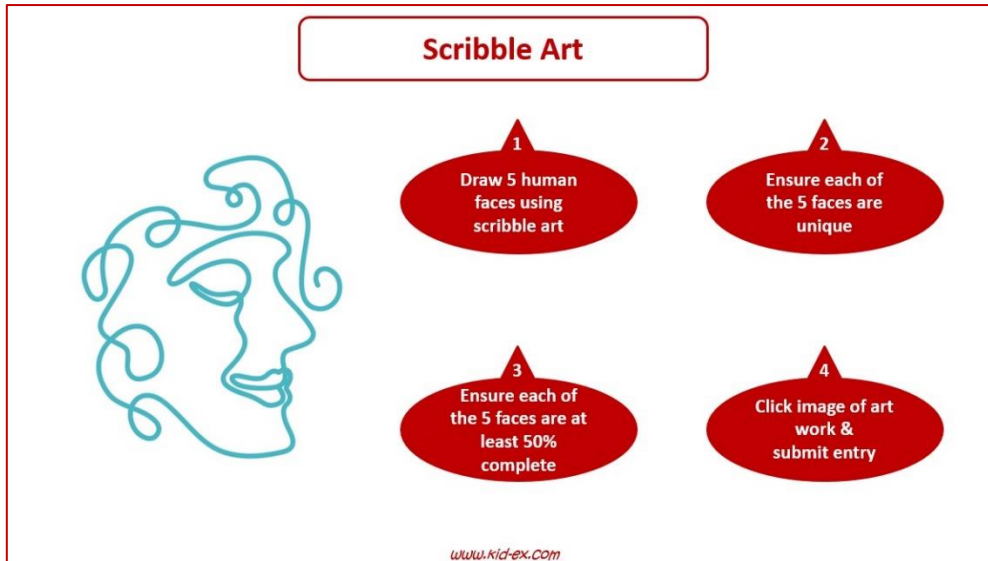 Scribble Art
1
Draw 5 human
faces using
scribble art
2
Ensure each of
the 5 faces are
unique
3
Ensure each of
the 5 faces are at
least 50%
complete
4
Click image of art
work &
submit entry
www.kid-ex.com